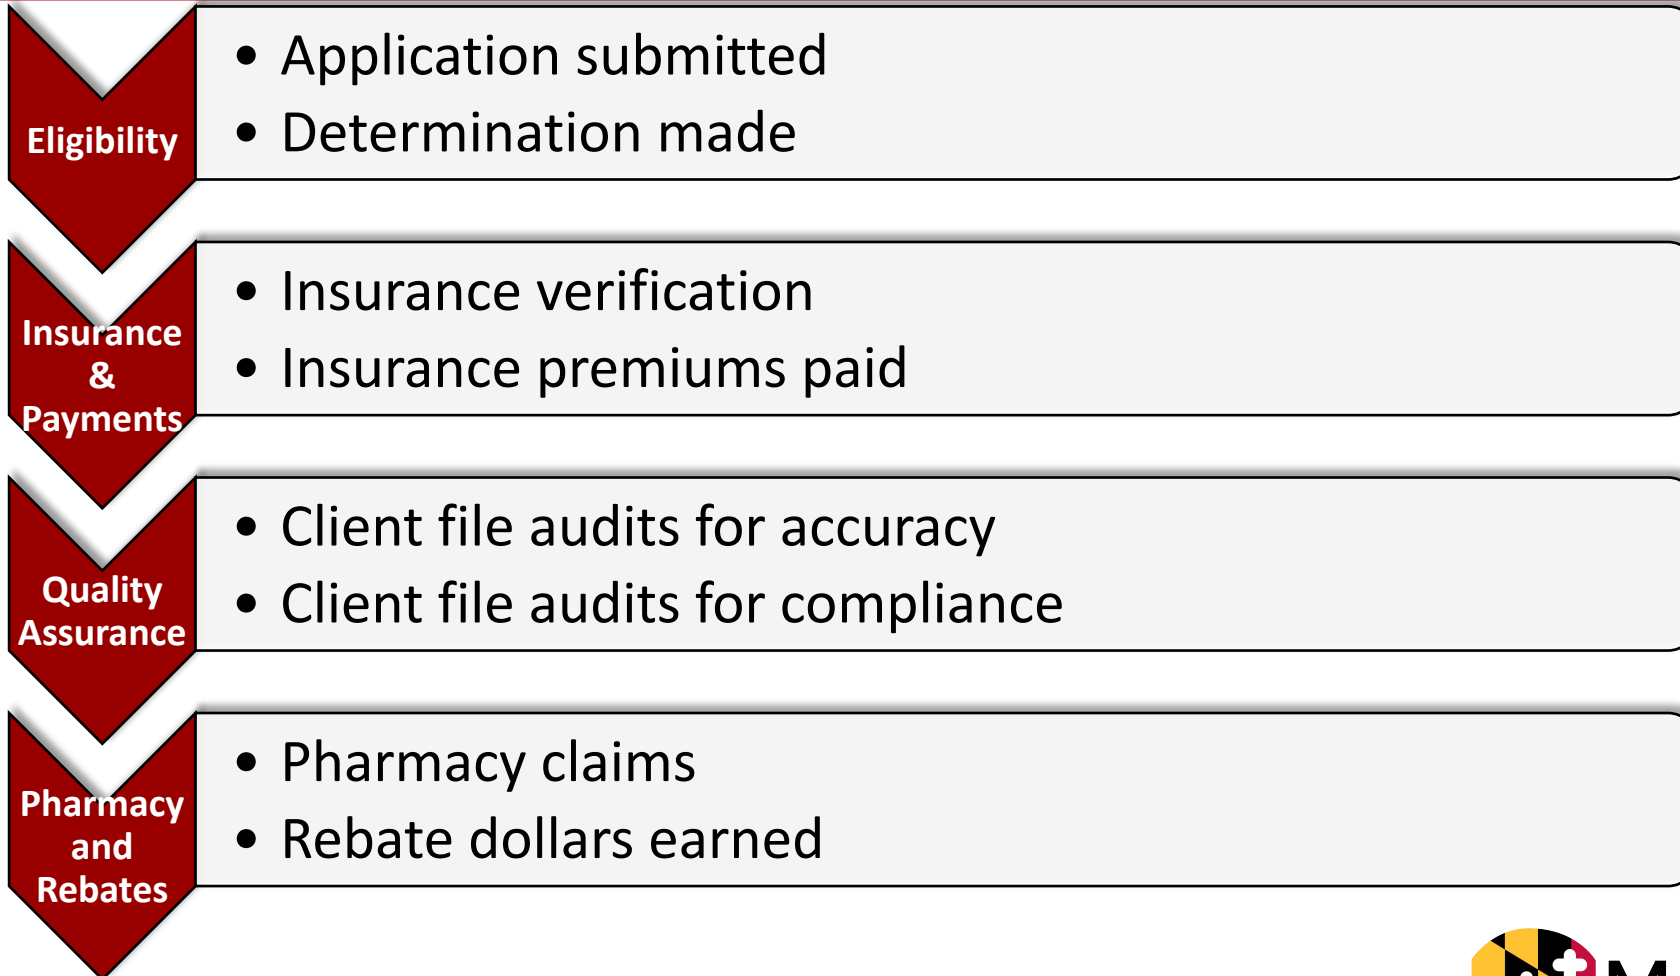 Eligibility
• Application submitted
• Determination made
Insurance
&
Payments
• Insurance verification
• Insurance premiums paid
Quality
Assurance
• Client file audits for accuracy
• Client file audits for compliance
Pharmacy
and
Rebates
• Pharmacy claims
• Rebate dollars earned